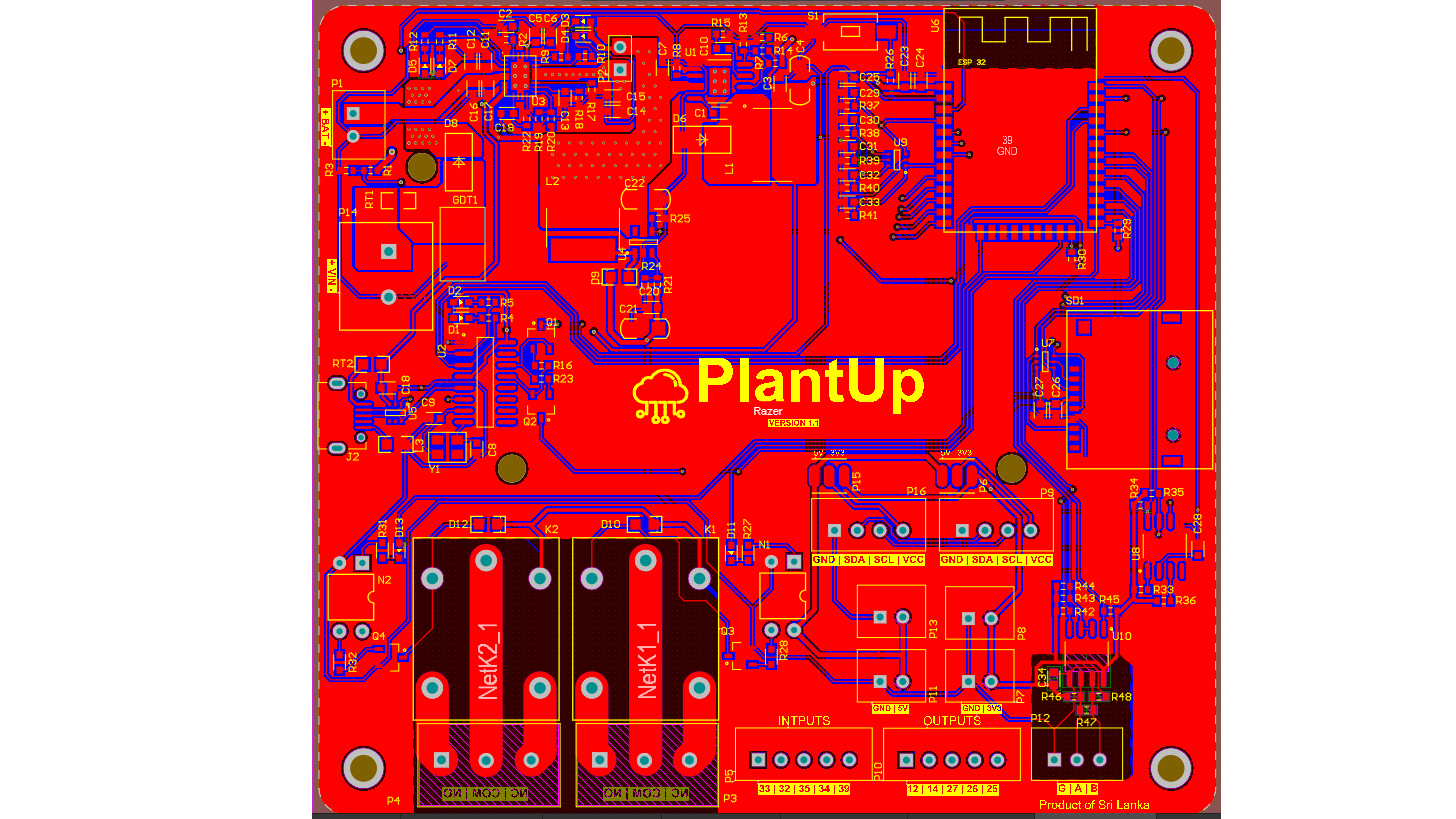 C2
C5
C6
D3
D4
R15
R13
S1
U6
R12
R11
C12
C11
R2
R9
R10
P2
C7
R8
U1
C10
R7
R6
R14
C4
R26
C23
C24
ESP 32
P1
D5
D7
C3
C25
C29
+ BAT -
C16
C17
U3
C15
C14
C1
R37
C18
C13
R17
R18
D6
C30
R38
D8
R22
R19
R20
C31
U9
39
GND
R3
R1
L1
R39
RT1
L2
C22
C32
GDT1
R40
C33
P14
R25
R41
R29
U4
R30
+ VIN -
D9
R24
R21
C20
D2
R5
C21
SD1
D1
R4
Q1
U2
U7
RT2
R16
R23
PlantUp
C18
C9
U5
Razer
VERSION 1.1
C27
C26
Q2
J2
L3
Y1
C8
5V 3V3
5V 3V3
P15
P16
P6
P9
R34
R35
R31
D13
D12
K2
D10
K1
D11
R27
N1
C28
GND | SDA | SCL | VCC
GND | SDA | SCL | VCC
U8
N2
R44
R33
R43
R45
R36
R42
Q4
Q3
P13
P8
U10
R32
R28
NetK2_1
NetK1_1
C34
P11
P7
R46
R48
GND | 5V
GND | 3V3
R47
INTPUTS
OUTPUTS
P12
P5
P10
NC | COM | NO
NC | COM | NO
33 | 32 | 35 | 34 | 39
12 | 14 | 27 | 26 | 25
G | A | B
P4
P3
Product of Sri Lanka